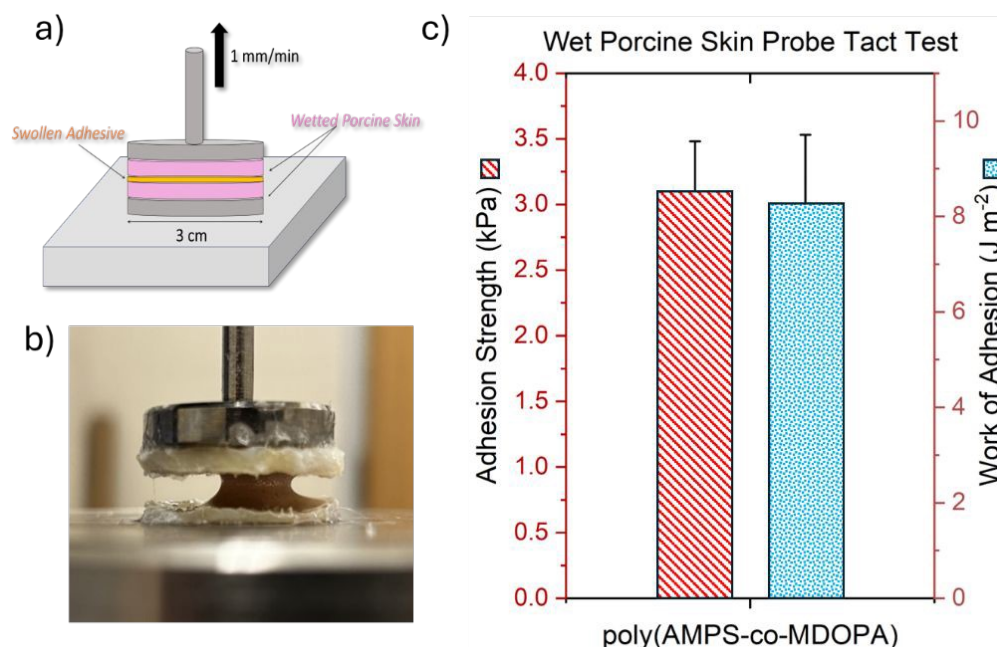 a)
1 mm/min
Swollen Adhesive
Wetted Porcine Skin
3 cm
b)
c)
Wet Porcine Skin Probe Tact Test
Adhesion Strength (kPa)
4.0
3.5
3.0
2.5
2.0
1.5
1.0
0.5
0.0
10
8
6
4
2
0
Work of Adhesion (J m⁻²)
poly(AMPS-co-MDOPA)